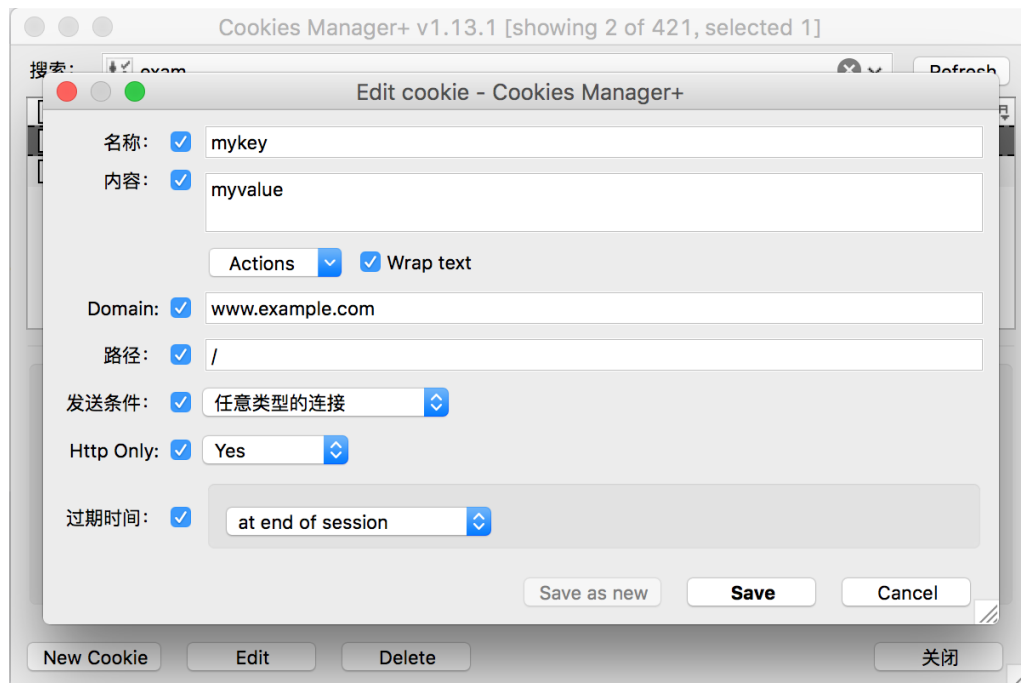 Cookies Manager+ v1.13.1 [showing 2 of 421, selected 1]
搜索: exam Refresh
Edit cookie - Cookies Manager+
名称: mykey
内容: myvalue
Actions Wrap text
Domain: www.example.com
路径: /
发送条件: 任意类型的连接
Http Only: Yes
过期时间: at end of session
Save as new Save Cancel
New Cookie Edit Delete 关闭